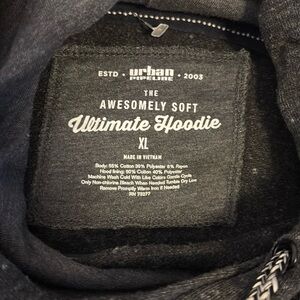 ESTD • urban • 2003
PIPELINE
THE
AWESOMELY SOFT
Ultimate Hoodie
XL
MADE IN VIETNAM
Body: 55% Cotton 39% Polyester 6% Rayon
Hood lining: 60% Cotton 40% Polyester
Machine Wash Cold With Like Colors Gentle Cycle
Only Non-chlorine Bleach When Needed Tumble Dry Low
Remove Promptly Warm Iron if Needed
RN 73277